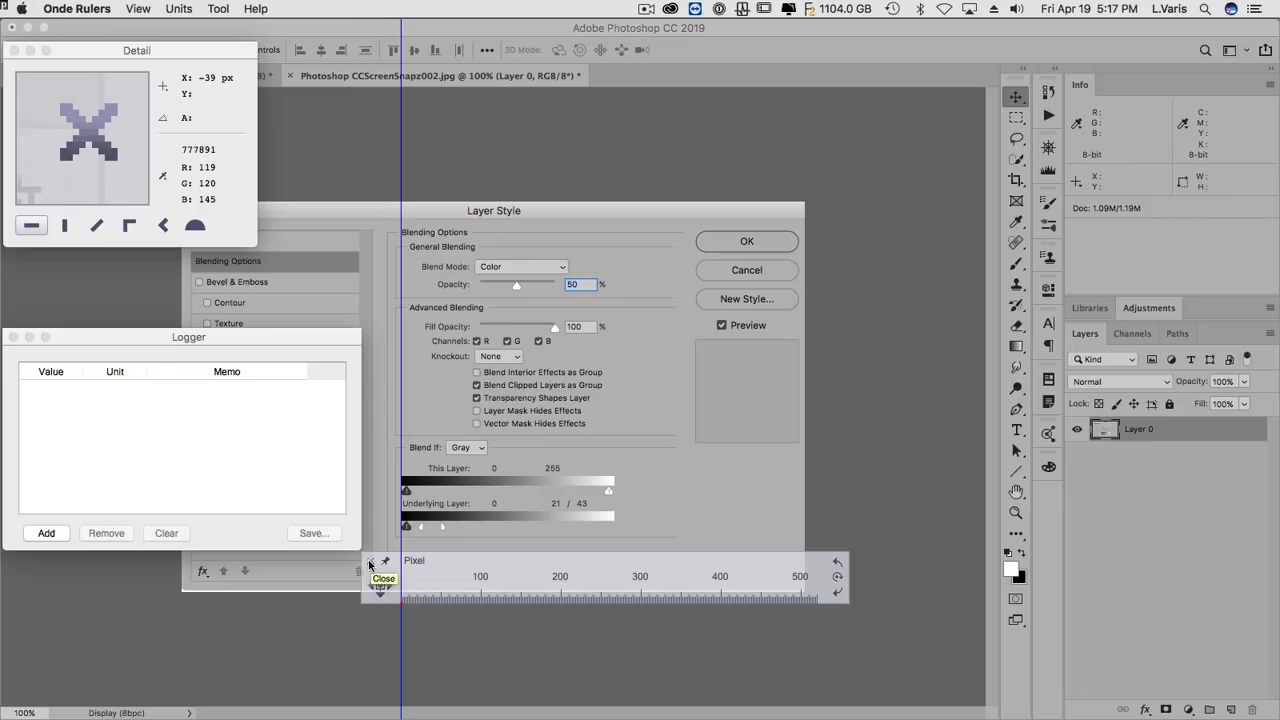 Onde Rulers View Units Tool Help
1104.0 GB Fri Apr 19 5:17 PM L.Varis
Adobe Photoshop CC 2019
Detail
ontrols
3D Mode:
) *
Photoshop CCScreenSnapz002.jpg @ 100% (Layer 0, RGB/8*) *
X: -39 px
Y:
A:
777891
R: 119
G: 120
B: 145
Info
R:
G:
B:
8-bit
C:
M:
Y:
K:
8-bit
X:
Y:
W:
H:
Doc: 1.09M/1.19M
Layer Style
Blending Options
Bevel & Emboss
Contour
Texture
Blending Options
General Blending
Blend Mode: Color
Opacity: 50 %
Advanced Blending
Fill Opacity: 100 %
Channels: R G B
Knockout: None
Blend Interior Effects as Group
Blend Clipped Layers as Group
Transparency Shapes Layer
Layer Mask Hides Effects
Vector Mask Hides Effects
Blend If: Gray
This Layer: 0 255
Underlying Layer: 0 21 / 43
OK
Cancel
New Style...
Preview
Logger
Value Unit Memo
Add Remove Clear Save...
fx
Pixel
Close
100 200 300 400 500
Libraries Adjustments
Layers Channels Paths
Kind
Normal Opacity: 100%
Lock: Fill: 100%
Layer 0
fx
100% Display (8bpc)